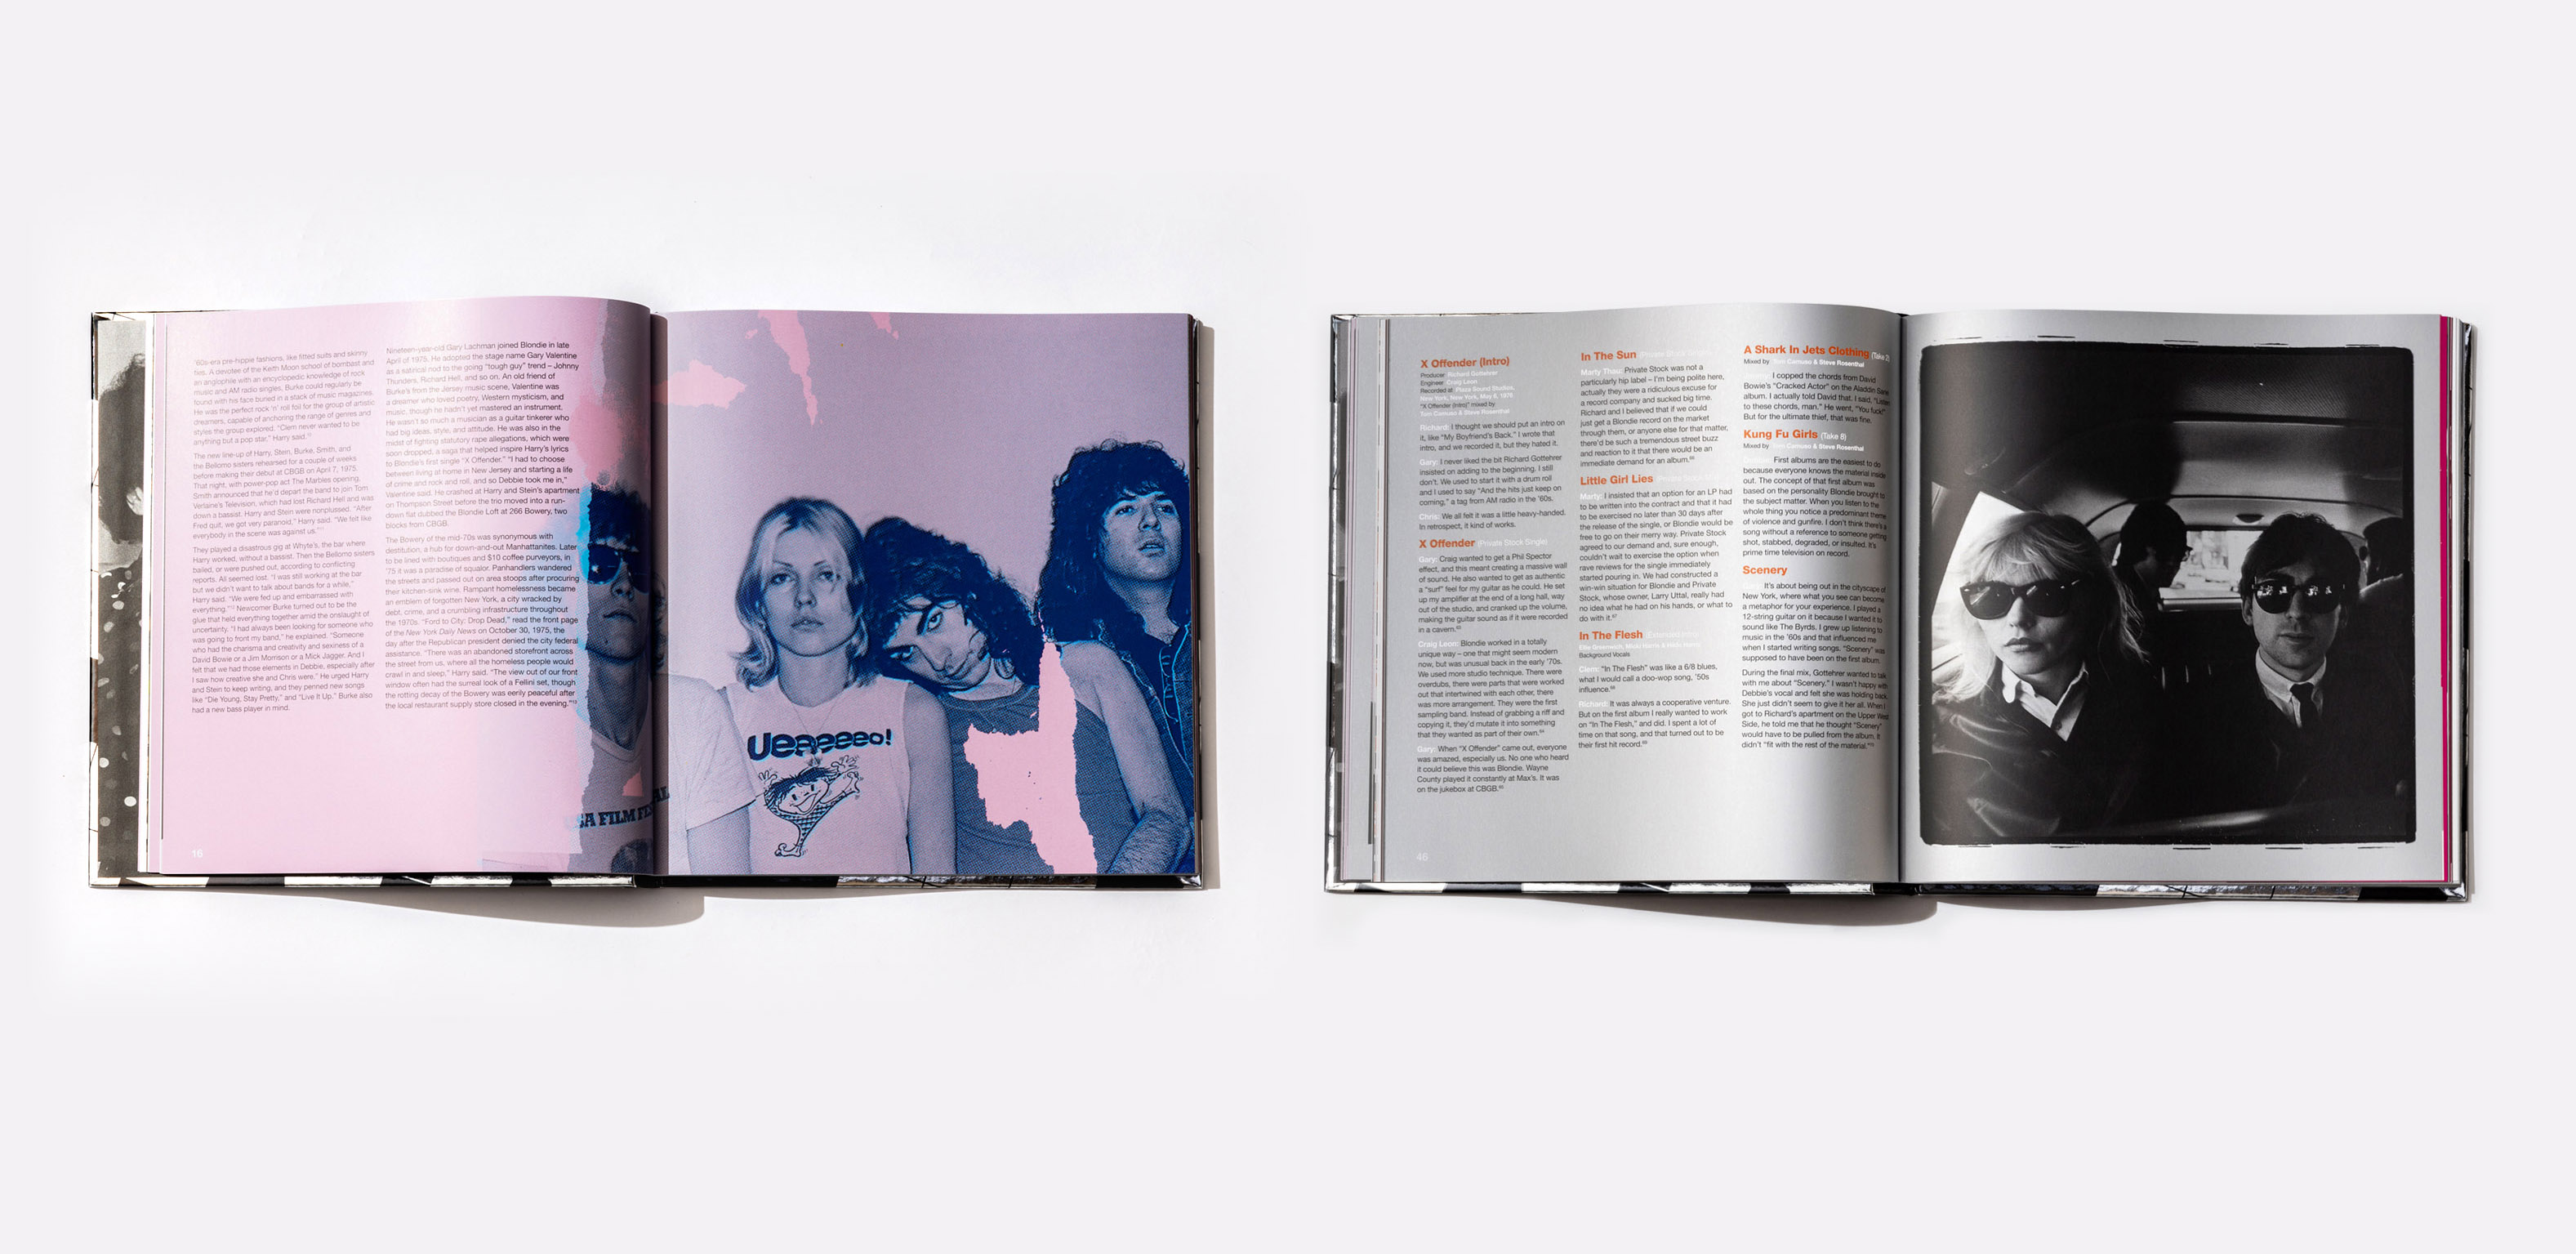 '60s-era pre-hippie fashions, like fitted suits and skinny
ties. A devotee of the Keith Moon school of bombast and
an anglophile with an encyclopedic knowledge of rock
music and AM radio singles, Burke could regularly be
found with his face buried in a stack of music magazines.
He was the perfect rock 'n' roll foil for the group of artistic
dreamers, capable of anchoring the range of genres and
styles the group explored. "Clem never wanted to be
anything but a pop star," Harry said.
The new line-up of Harry, Stein, Burke, Smith, and
the Bellomo sisters rehearsed for a couple of weeks
before making their debut at CBGB on April 7, 1975.
That night, with power-pop act The Marbles opening,
Smith announced that he'd depart the band to join Tom
Verlaine's Television, which had lost Richard Hell and was
down a bassist. Harry and Stein were nonplussed. "After
Fred quit, we got very paranoid," Harry said. "We felt like
everybody in the scene was against us."
They played a disastrous gig at Whyte's, the bar where
Harry worked, without a bassist. Then the Bellomo sisters
bailed, or were pushed out, according to conflicting
reports. All seemed lost. "I was still working at the bar
but we didn't want to talk about bands for a while,"
Harry said. "We were fed up and embarrassed with
everything." Newcomer Burke turned out to be the
glue that held everything together amid the onslaught of
uncertainty. "I had always been looking for someone who
was going to front my band," he explained. "Someone
who had the charisma and creativity and sexiness of a
David Bowie or a Jim Morrison or a Mick Jagger. And I
felt that we had those elements in Debbie, especially after
I saw how creative she and Chris were." He urged Harry
and Stein to keep writing, and they penned new songs
like "Die Young, Stay Pretty," and "Live It Up." Burke also
had a new bass player in mind.
16
Nineteen-year-old Gary Lachman joined Blondie in late
April of 1975. He adopted the stage name Gary Valentine
as a satirical nod to the going "tough guy" trend – Johnny
Thunders, Richard Hell, and so on. An old friend of
Burke's from the Jersey music scene, Valentine was
a dreamer who loved poetry, Western mysticism, and
music, though he hadn't yet mastered an instrument.
He wasn't so much a musician as a guitar tinkerer who
had big ideas, style, and attitude. He was also in the
midst of fighting statutory rape allegations, which were
soon dropped, a saga that helped inspire Harry's lyrics
to Blondie's first single "X Offender." "I had to choose
between living at home in New Jersey and starting a life
of crime and rock and roll, and so Debbie took me in,"
Valentine said. He crashed at Harry and Stein's apartment
on Thompson Street before the trio moved into a run-
down flat dubbed the Blondie Loft at 266 Bowery, two
blocks from CBGB.
The Bowery of the mid-70s was synonymous with
destitution, a hub for down-and-out Manhattanites. Later
to be lined with boutiques and $10 coffee purveyors, in
'75 it was a paradise of squalor. Panhandlers wandered
the streets and passed out on area stoops after procuring
their kitchen-sink wine. Rampant homelessness became
an emblem of forgotten New York, a city wracked by
debt, crime, and a crumbling infrastructure throughout
the 1970s. "Ford to City: Drop Dead," read the front page
of the New York Daily News on October 30, 1975, the
day after the Republican president denied the city federal
assistance. "There was an abandoned storefront across
the street from us, where all the homeless people would
crawl in and sleep," Harry said. "The view out of our front
window often had the surreal look of a Fellini set, though
the rotting decay of the Bowery was eerily peaceful after
the local restaurant supply store closed in the evening."
FILM
Ueeeeeo!
X Offender (Intro)
Producer: Richard Gottehrer
Engineer: Craig Leon
Recorded at: Plaza Sound Studios,
New York, New York, May 6, 1976
"X Offender (Intro)" mixed by
Tom Camuso & Steve Rosenthal
Richard: I thought we should put an intro on
it, like "My Boyfriend's Back." I wrote that
intro, and we recorded it, but they hated it.
Gary: I never liked the bit Richard Gottehrer
insisted on adding to the beginning. I still
don't. We used to start it with a drum roll
and I used to say "And the hits just keep on
coming," a tag from AM radio in the '60s.
Chris: We all felt it was a little heavy-handed.
In retrospect, it kind of works.
X Offender (Private Stock Single)
Gary: Craig wanted to get a Phil Spector
effect, and this meant creating a massive wall
of sound. He also wanted to get as authentic
a "surf" feel for my guitar as he could. He set
up my amplifier at the end of a long hall, way
out of the studio, and cranked up the volume,
making the guitar sound as if it were recorded
in a cavern.
Craig Leon: Blondie worked in a totally
unique way – one that might seem modern
now, but was unusual back in the early '70s.
We used more studio technique. There were
overdubs, there were parts that were worked
out that intertwined with each other, there
was more arrangement. They were the first
sampling band. Instead of grabbing a riff and
copying it, they'd mutate it into something
that they wanted as part of their own.
Gary: When "X Offender" came out, everyone
was amazed, especially us. No one who heard
it could believe this was Blondie. Wayne
County played it constantly at Max's. It was
on the jukebox at CBGB.
46
In The Sun
Marty Thau: Private Stock was not a
particularly hip label – I'm being polite here,
actually they were a ridiculous excuse for
a record company and sucked big time.
Richard and I believed that if we could
just get a Blondie record on the market
through them, or anyone else for that matter,
there'd be such a tremendous street buzz
and reaction to it that there would be an
immediate demand for an album.
Little Girl Lies
Marty: I insisted that an option for an LP had
to be written into the contract and that it had
to be exercised no later than 30 days after
the release of the single, or Blondie would be
free to go on their merry way. Private Stock
agreed to our demand and, sure enough,
couldn't wait to exercise the option when
rave reviews for the single immediately
started pouring in. We had constructed a
win-win situation for Blondie and Private
Stock, whose owner, Larry Uttal, really had
no idea what he had on his hands, or what to
do with it.
In The Flesh
Background Vocals
Clem: "In The Flesh" was like a 6/8 blues,
what I would call a doo-wop song, '50s
influence.
Richard: It was always a cooperative venture.
But on the first album I really wanted to work
on "In The Flesh," and did. I spent a lot of
time on that song, and that turned out to be
their first hit record.
A Shark In Jets Clothing (Take 2)
Mixed by Tom Camuso & Steve Rosenthal
I copped the chords from David
Bowie's "Cracked Actor" on the Aladdin Sane
album. I actually told David that. I said, "Listen
to these chords, man." He went, "You fuck!"
But for the ultimate thief, that was fine.
Kung Fu Girls (Take 8)
Mixed by Tom Camuso & Steve Rosenthal
First albums are the easiest to do
because everyone knows the material inside
out. The concept of that first album was
based on the personality Blondie brought to
the subject matter. When you listen to the
whole thing you notice a predominant theme
of violence and gunfire. I don't think there's a
song without a reference to someone getting
shot, stabbed, degraded, or insulted. It's
prime time television on record.
Scenery
It's about being out in the cityscape of
New York, where what you see can become
a metaphor for your experience. I played a
12-string guitar on it because I wanted it to
sound like The Byrds. I grew up listening to
music in the '60s and that influenced me
when I started writing songs. "Scenery" was
supposed to have been on the first album.
During the final mix, Gottehrer wanted to talk
with me about "Scenery." I wasn't happy with
Debbie's vocal and felt she was holding back.
She just didn't seem to give it her all. When I
got to Richard's apartment on the Upper West
Side, he told me that he thought "Scenery"
would have to be pulled from the album. It
didn't "fit with the rest of the material."